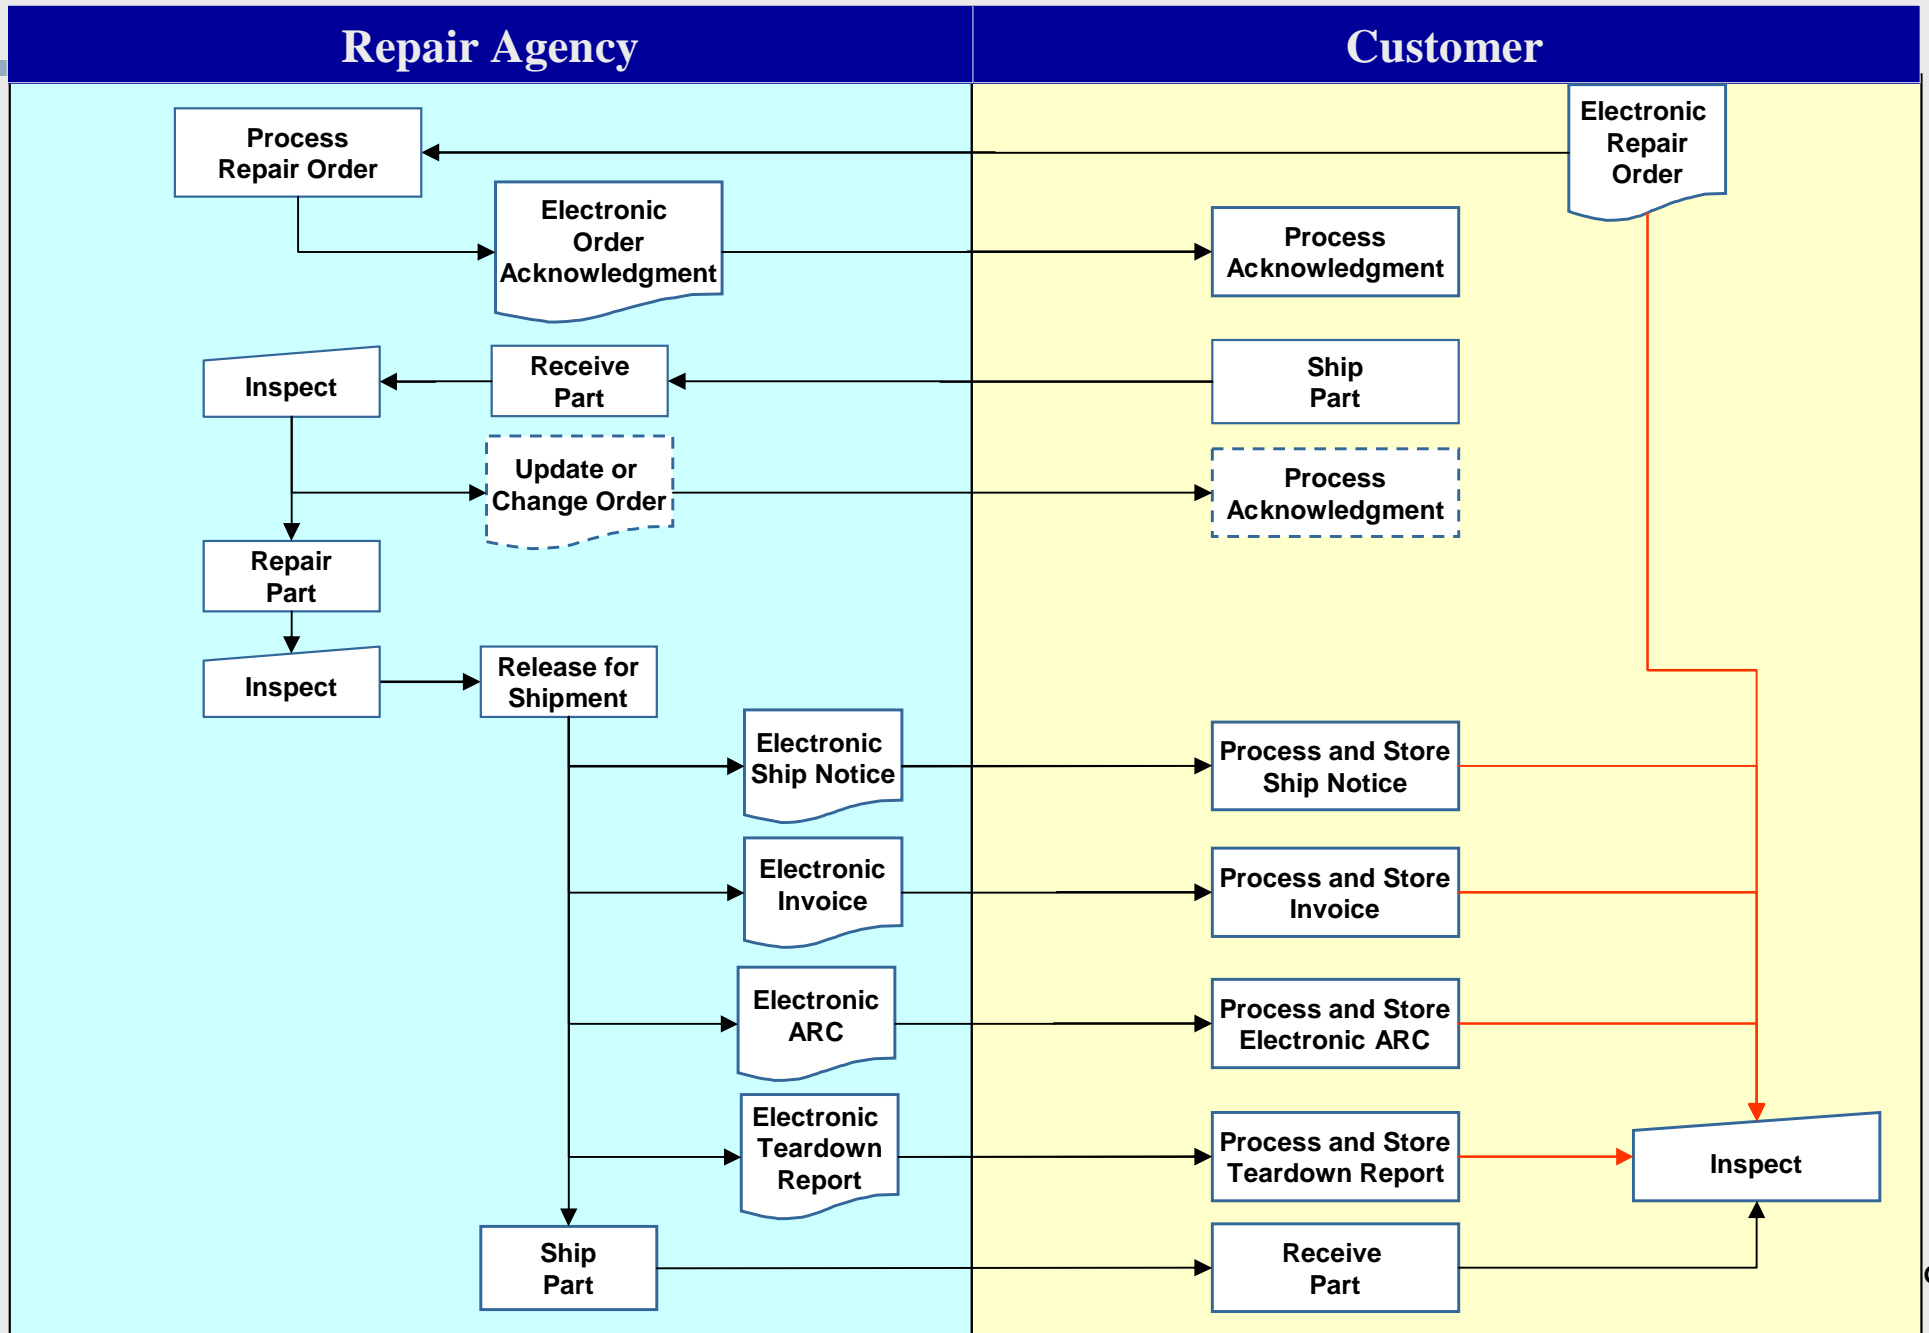 Repair Agency
Customer
Process
Repair Order
Electronic
Repair
Order
Electronic
Order
Acknowledgment
Process
Acknowledgment
Inspect
Receive
Part
Ship
Part
Update or
Change Order
Process
Acknowledgment
Repair
Part
Inspect
Release for
Shipment
Electronic
Ship Notice
Process and Store
Ship Notice
Electronic
Invoice
Process and Store
Invoice
Electronic
ARC
Process and Store
Electronic ARC
Electronic
Teardown
Report
Process and Store
Teardown Report
Inspect
Ship
Part
Receive
Part